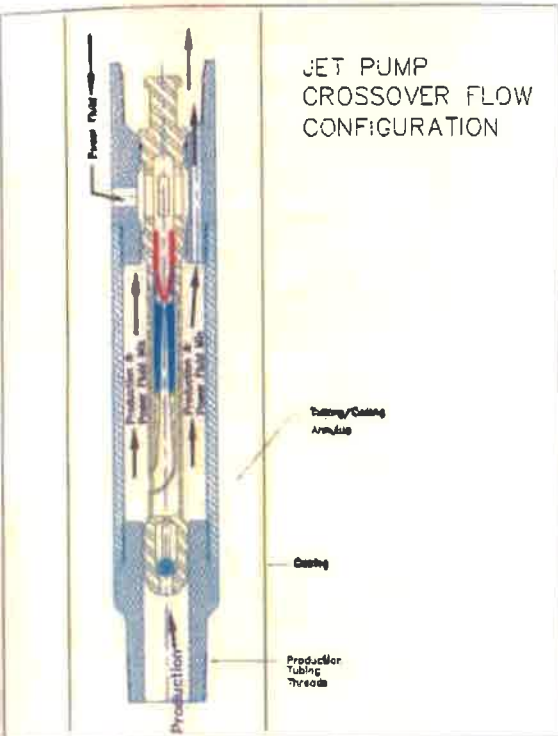 JET PUMP
CROSSOVER FLOW
CONFIGURATION
Power Fluid
Production &
Power Fluid Mix
Production &
Power Fluid Mix
Tubing/Casing
Annulus
Casing
Production
Tubing
Threads
Production